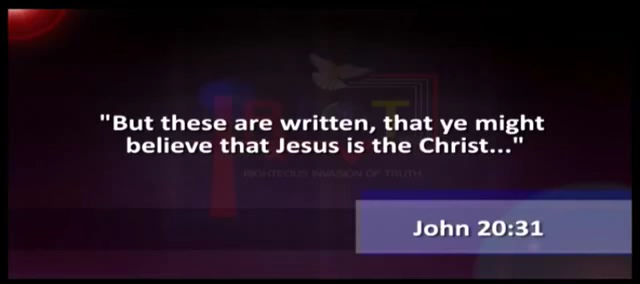 "But these are written, that ye might
believe that Jesus is the Christ..."
RIGHTEOUS INVASION OF TRUTH
John 20:31